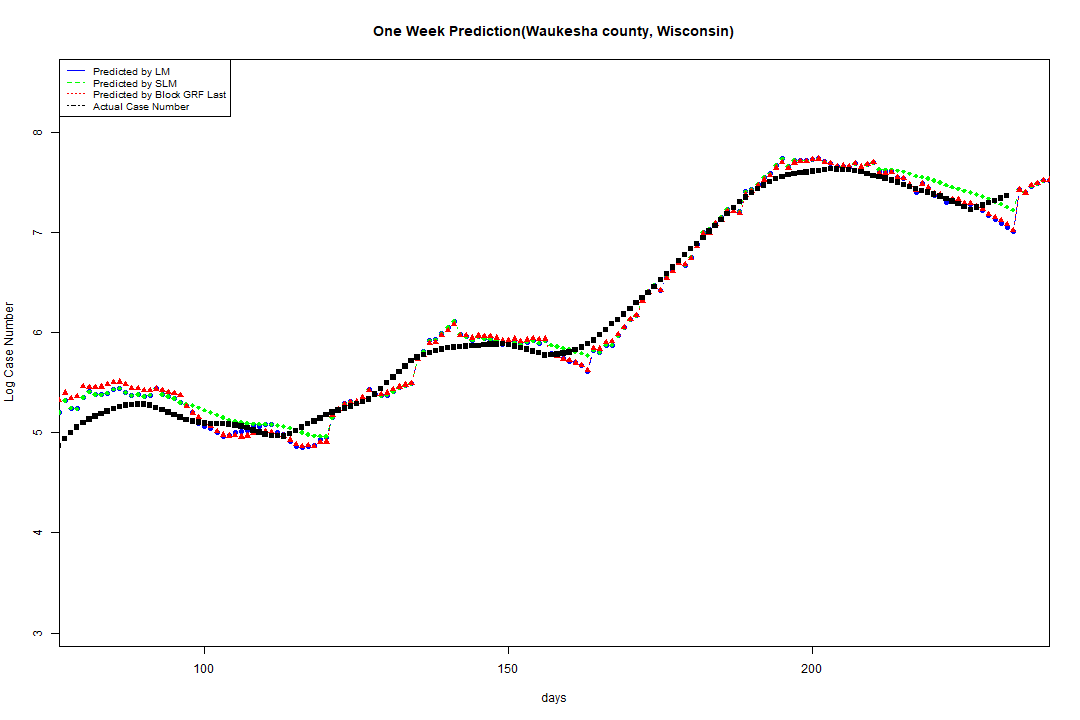 One Week Prediction(Waukesha county, Wisconsin)
Predicted by LM
Predicted by SLM
Predicted by Block GRF Last
Actual Case Number
8
7
6
5
4
3
Log Case Number
100 150 200
days